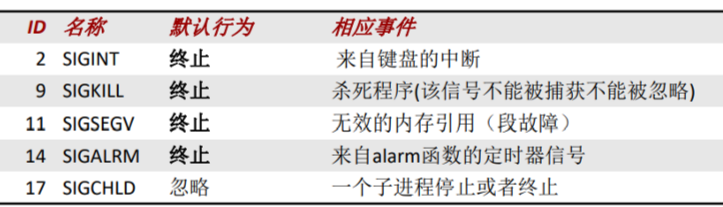 ID 名称 默认行为 相应事件
2 SIGINT 终止 来自键盘的中断
9 SIGKILL 终止 杀死程序(该信号不能被捕获不能被忽略)
11 SIGSEGV 终止 无效的内存引用（段故障）
14 SIGALRM 终止 来自alarm函数的定时器信号
17 SIGCHLD 忽略 一个子进程停止或者终止